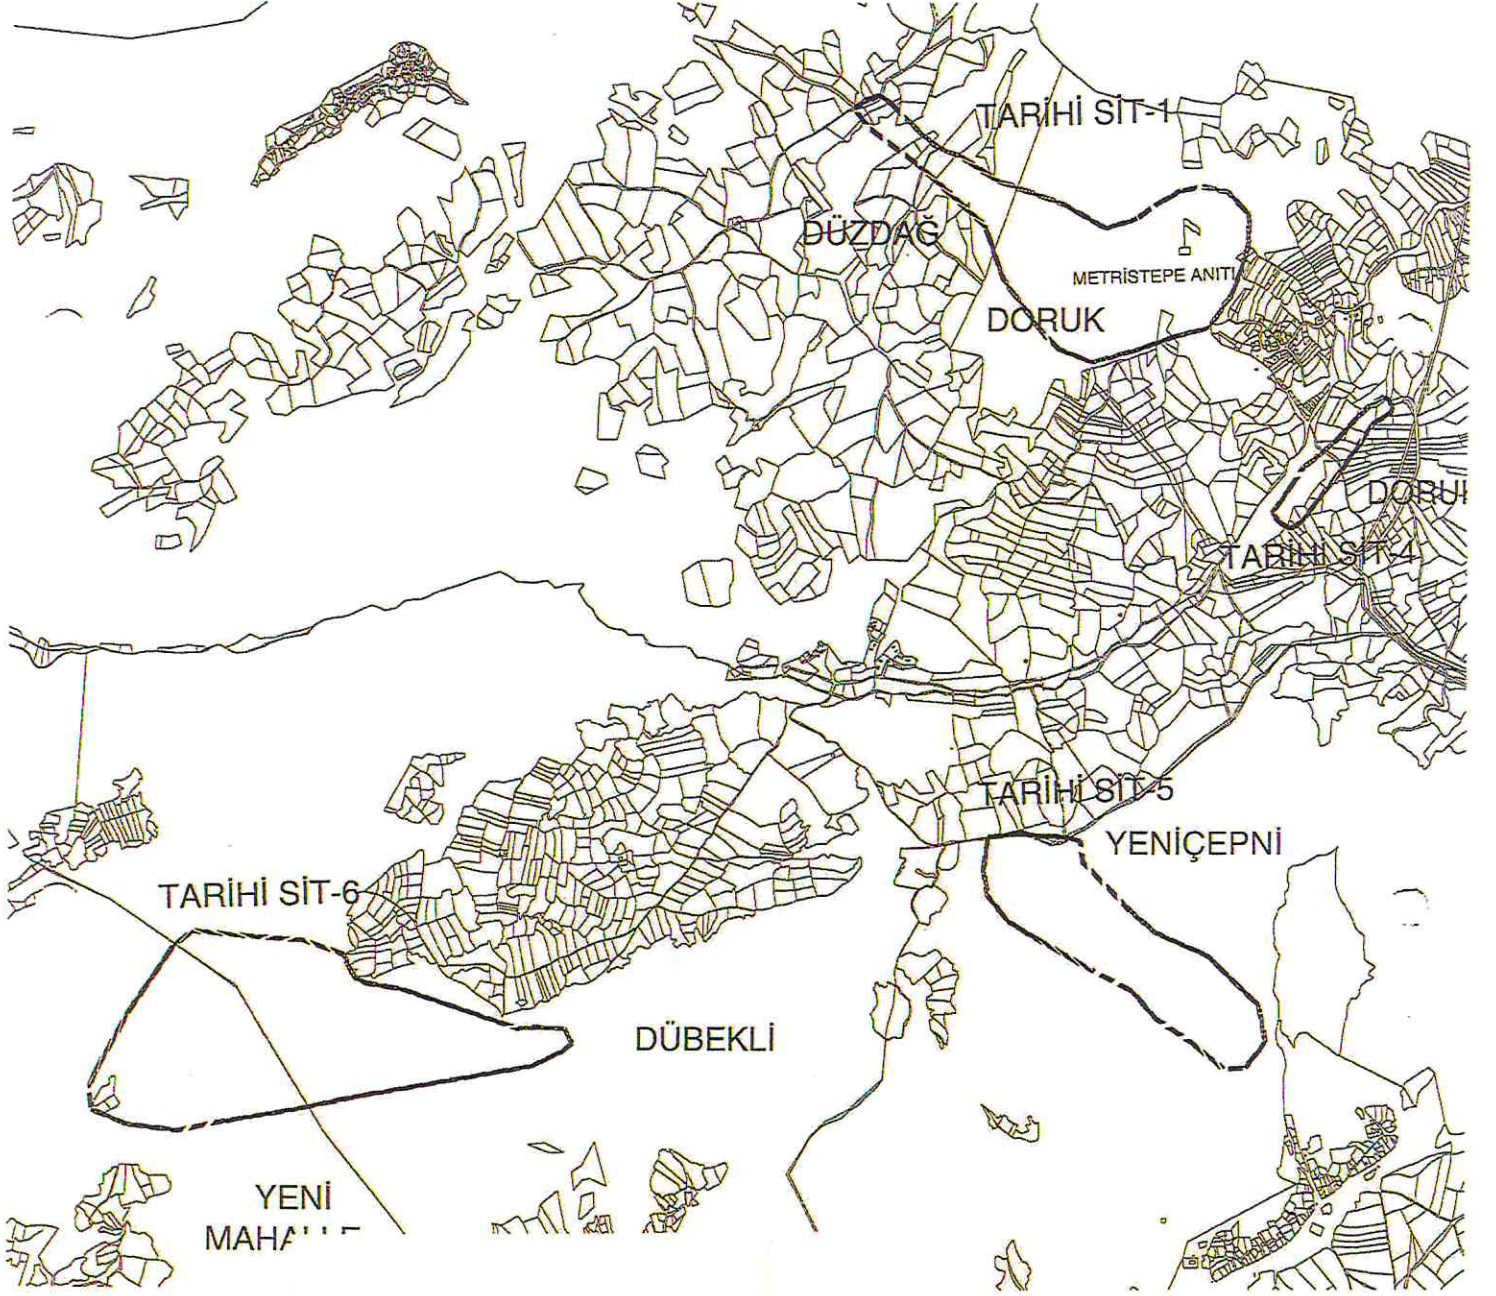 TARİHİ SİT-1
DÜZDAĞ
METRİSTEPE ANITI
DORUK
TARİHİ SİT-4
TARİHİ SİT-5
YENİÇEPNİ
TARİHİ SİT-6
DÜBEKLİ
YENİ